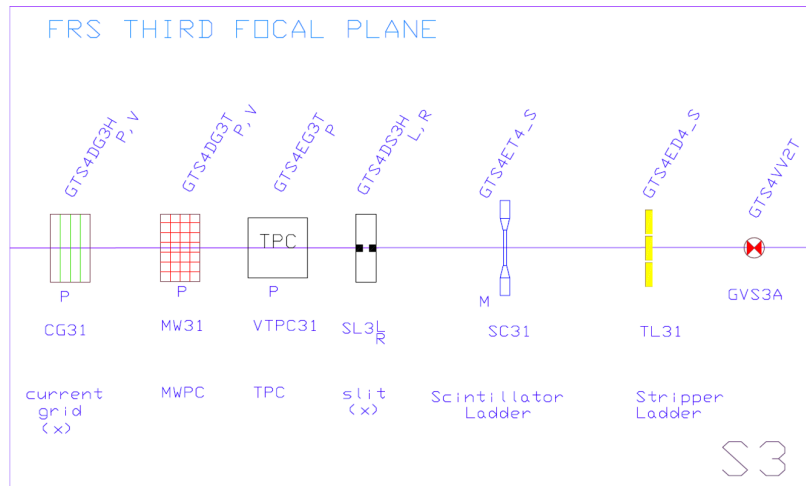 FRS THIRD FOCAL PLANE
GTS4DG3H
P,V
GTS4DG3T
P,V
GTS4EG3T
P
GTS4DS3H
L,R
GTS4ET4_S
GTS4ED4_S
GTS4VV2T
TPC
P
P
P
M
GVS3A
CG31
MW31
VTPC31
SL3L
R
SC31
TL31
current
grid
(x)
MWPC
TPC
slit
(x)
Scintillator
Ladder
Stripper
Ladder
S3